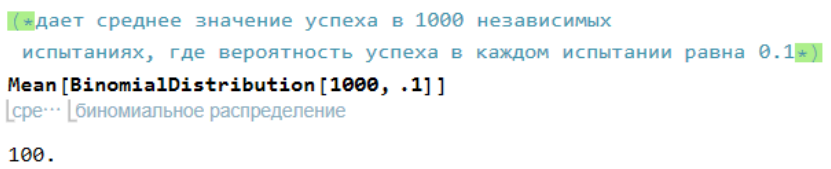 (*дает среднее значение успеха в 1000 независимых
испытаниях, где вероятность успеха в каждом испытании равна 0.1*)
Mean[BinomialDistribution[1000, .1]]
сре⋯ биномиальное распределение
100.